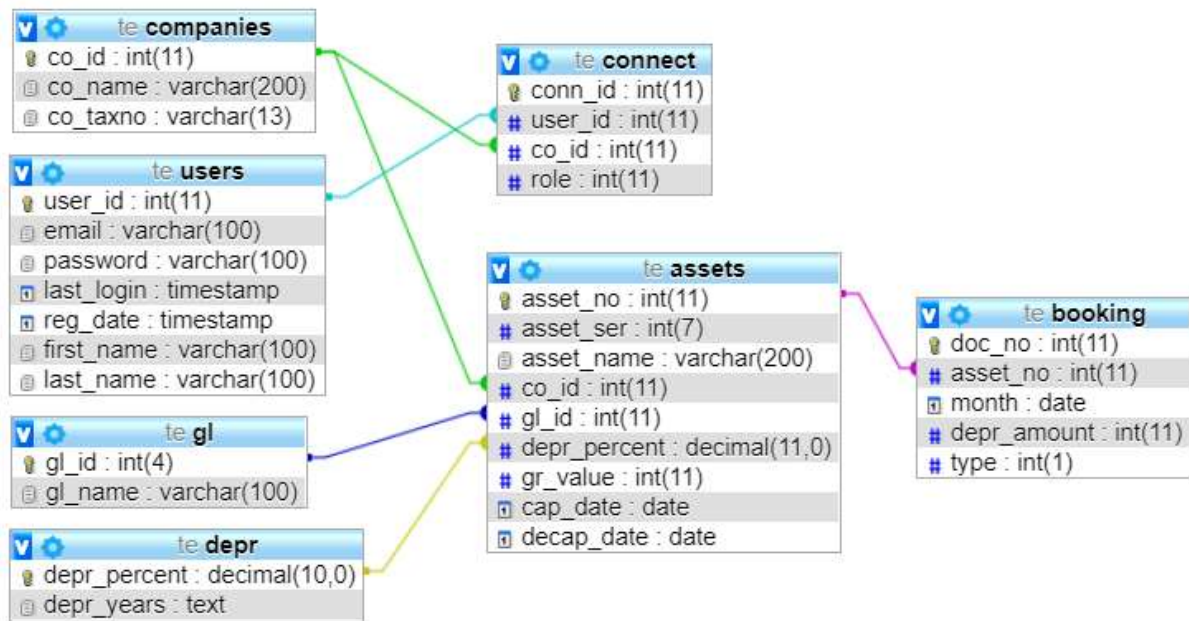 te companies
co_id : int(11)
co_name : varchar(200)
co_taxno : varchar(13)
te users
user_id : int(11)
email : varchar(100)
password : varchar(100)
last_login : timestamp
reg_date : timestamp
first_name : varchar(100)
last_name : varchar(100)
te gl
gl_id : int(4)
gl_name : varchar(100)
te depr
depr_percent : decimal(10,0)
depr_years : text
te connect
conn_id : int(11)
user_id : int(11)
co_id : int(11)
role : int(11)
te assets
asset_no : int(11)
asset_ser : int(7)
asset_name : varchar(200)
co_id : int(11)
gl_id : int(11)
depr_percent : decimal(11,0)
gr_value : int(11)
cap_date : date
decap_date : date
te booking
doc_no : int(11)
asset_no : int(11)
month : date
depr_amount : int(11)
type : int(1)